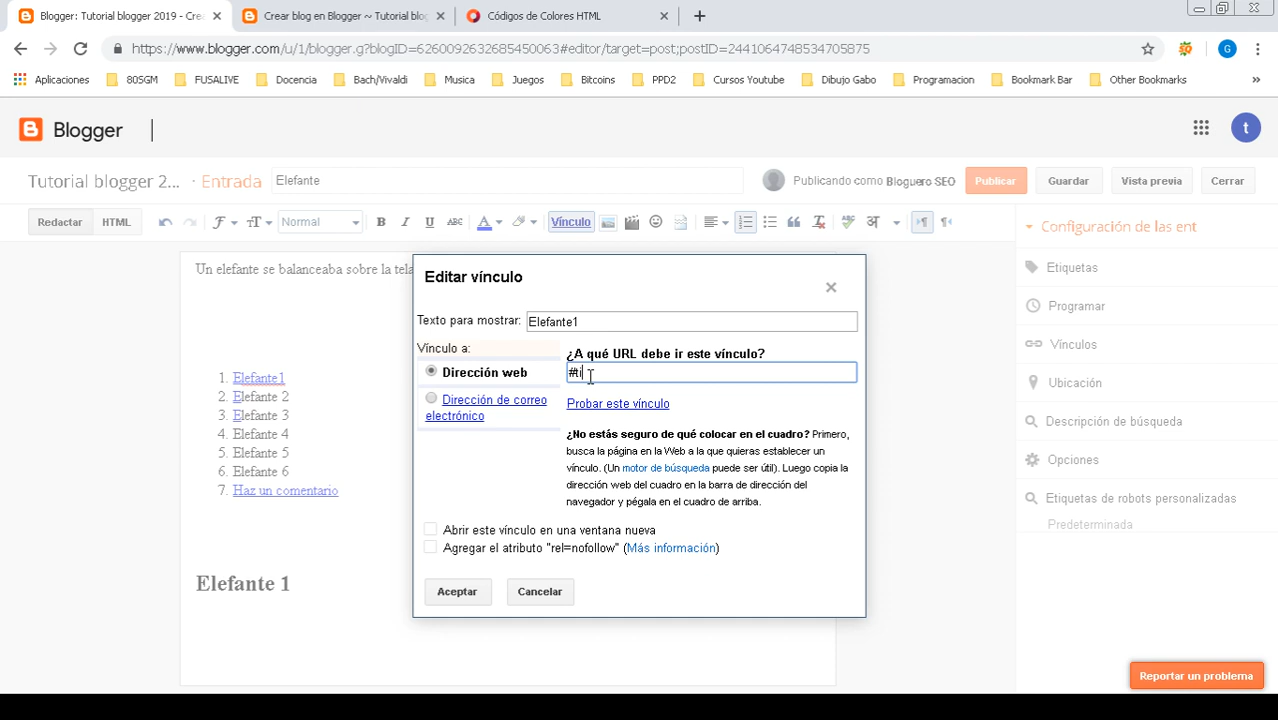 Blogger: Tutorial blogger 2019 - Cre
Crear blog en Blogger ~ Tutorial blog
Códigos de Colores HTML
https://www.blogger.com/u/1/blogger.g?blogID=6260092632685450063#editor/target=post;postID=2441064748534705875
G
Aplicaciones
80SGM
FUSALIVE
Docencia
Bach/Vivaldi
Musica
Juegos
Bitcoins
PPD2
Cursos Youtube
Dibujo Gabo
Programacion
Bookmark Bar
Other Bookmarks
»
Blogger
t
Tutorial blogger 2... · Entrada
Elefante
Publicando como Bloguero SEO
Publicar
Guardar
Vista previa
Cerrar
Redactar
HTML
Normal
B I U ABC A
Vínculo
Configuración de las ent
Un elefante se balanceaba sobre la tela
Etiquetas
Programar
Vínculos
Ubicación
Descripción de búsqueda
Opciones
Etiquetas de robots personalizadas
Predeterminada
Editar vínculo
Texto para mostrar: Elefante1
Vínculo a:
Dirección web
Dirección de correo
electrónico
¿A qué URL debe ir este vínculo?
#ti
Probar este vínculo
¿No estás seguro de qué colocar en el cuadro? Primero,
busca la página en la Web a la que quieras establecer un
vínculo. (Un motor de búsqueda puede ser útil). Luego copia la
dirección web del cuadro en la barra de dirección del
navegador y pégala en el cuadro de arriba.
Abrir este vínculo en una ventana nueva
Agregar el atributo "rel=nofollow" (Más información)
Aceptar
Cancelar
1. Elefante1
2. Elefante 2
3. Elefante 3
4. Elefante 4
5. Elefante 5
6. Elefante 6
7. Haz un comentario
Elefante 1
Reportar un problema